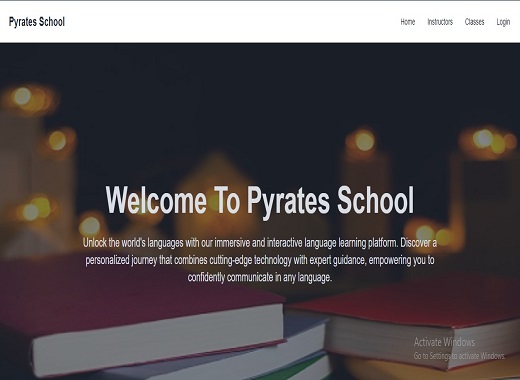 Pyrates School
Home Instructors Classes Login
Welcome To Pyrates School
Unlock the world's languages with our immersive and interactive language learning platform. Discover a
personalized journey that combines cutting-edge technology with expert guidance, empowering you to
confidently communicate in any language.
Activate Windows
Go to Settings to activate Windows.